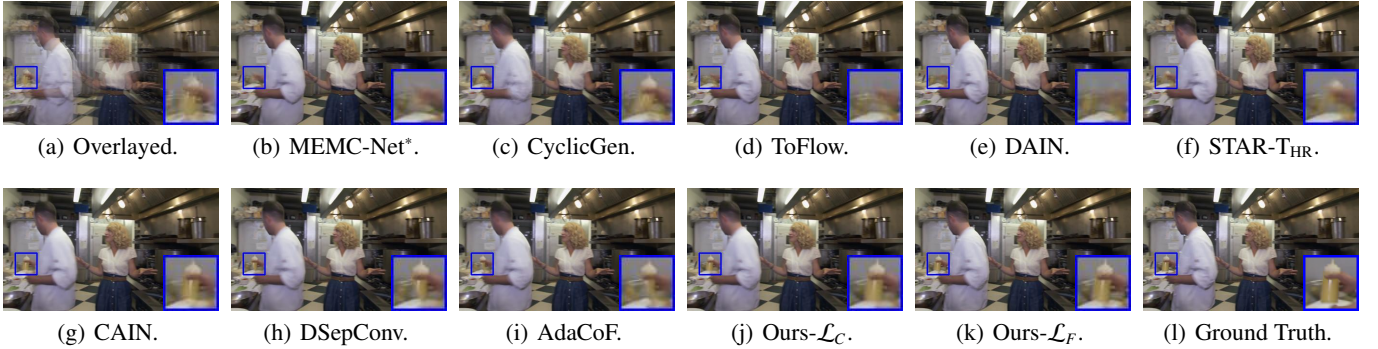 (a) Overlayed. (b) MEMC-Net*. (c) CyclicGen. (d) ToFlow. (e) DAIN. (f) STAR-T_HR.
(g) CAIN. (h) DSepConv. (i) AdaCoF. (j) Ours-ℒ_C. (k) Ours-ℒ_F. (l) Ground Truth.